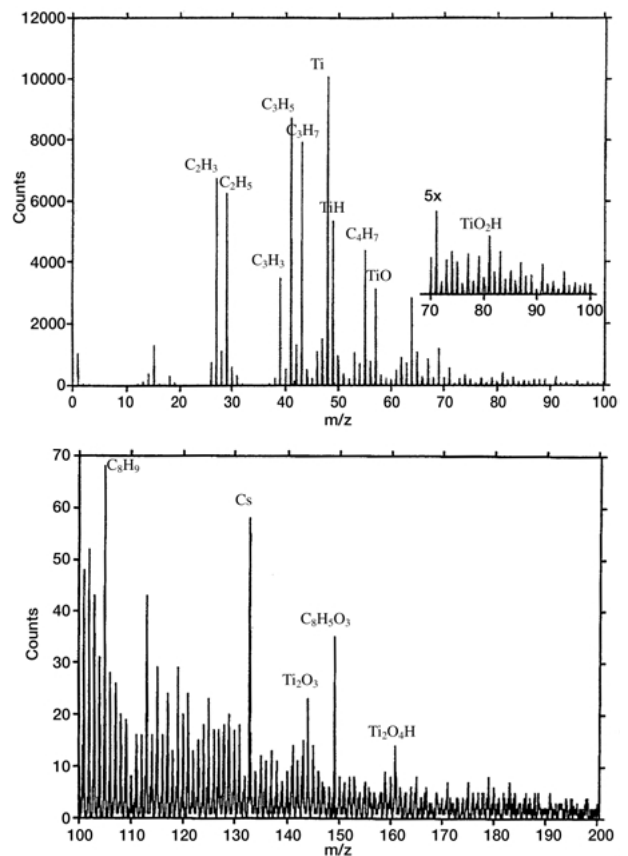 12000
10000
8000
6000
4000
2000
0
Counts
Ti
C₃H₅
C₃H₇
C₂H₃
C₂H₅
TiH
C₄H₇
C₃H₃
TiO
5x
TiO₂H
70 80 90 100
0 10 20 30 40 50 60 70 80 90 100
m/z
70
60
50
40
30
20
10
0
Counts
C₈H₉
Cs
C₈H₅O₃
Ti₂O₃
Ti₂O₄H
100 110 120 130 140 150 160 170 180 190 200
m/z